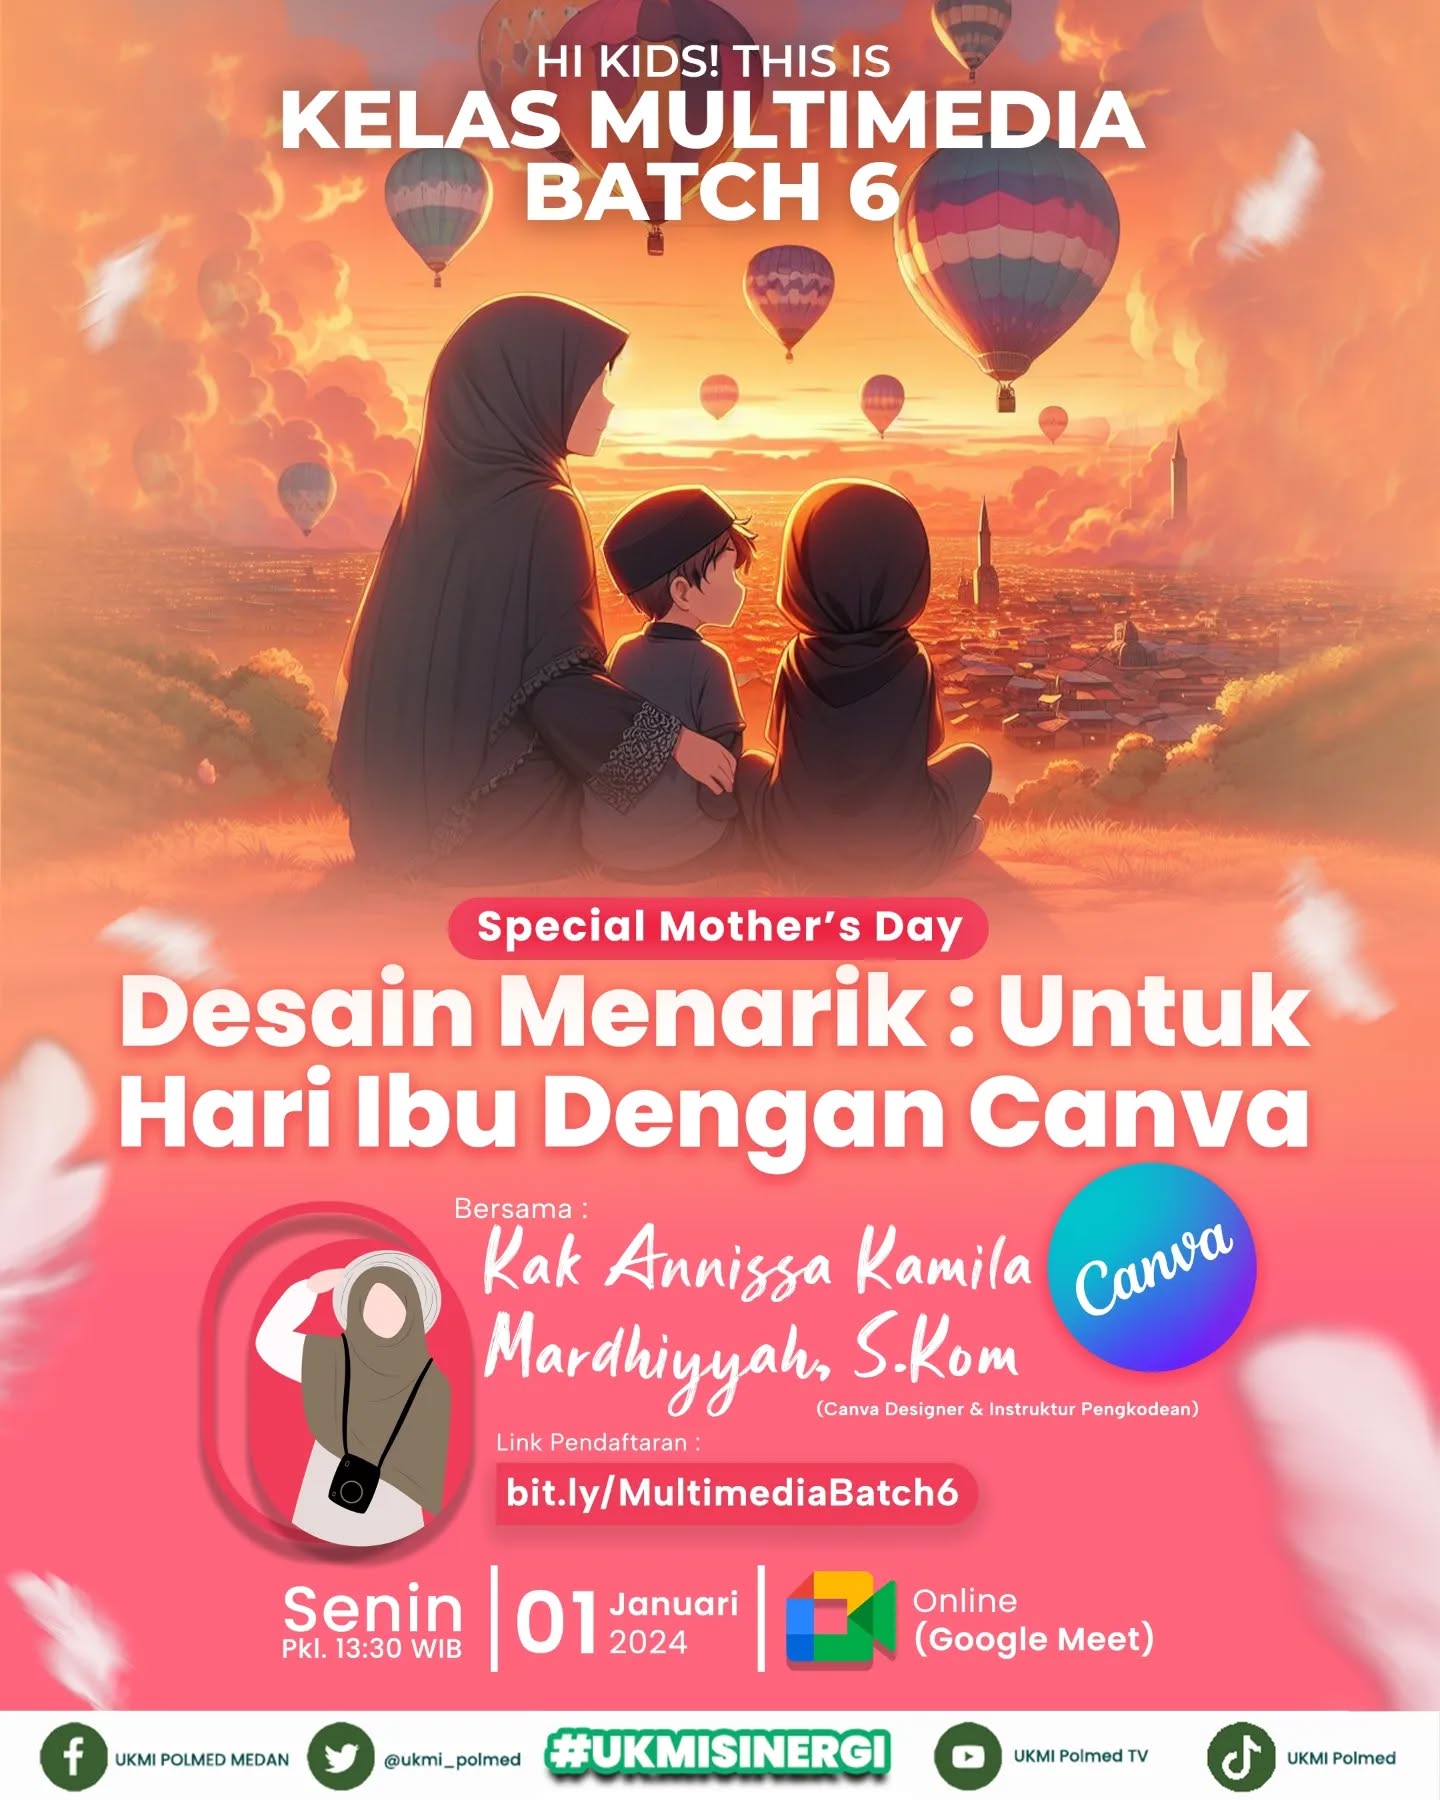 HI KIDS! THIS IS
KELAS MULTIMEDIA
BATCH 6
Special Mother's Day
Desain Menarik : Untuk
Hari Ibu Dengan Canva
Bersama :
Kak Annissa Kamila
Mardhiyyah, S.Kom
Canva
(Canva Designer & Instruktur Pengkodean)
Link Pendaftaran :
bit.ly/MultimediaBatch6
Senin
Pkl. 13:30 WIB
01
Januari
2024
Online
(Google Meet)
UKMI POLMED MEDAN
@ukmi_polmed
#UKMISINERGI
UKMI Polmed TV
UKMI Polmed